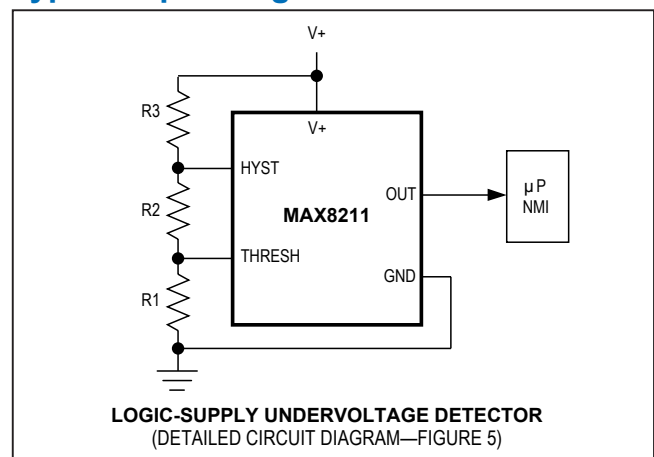 V+
R3
V+
HYST
OUT
µP
NMI
R2
MAX8211
THRESH
GND
R1
LOGIC-SUPPLY UNDERVOLTAGE DETECTOR
(DETAILED CIRCUIT DIAGRAM—FIGURE 5)